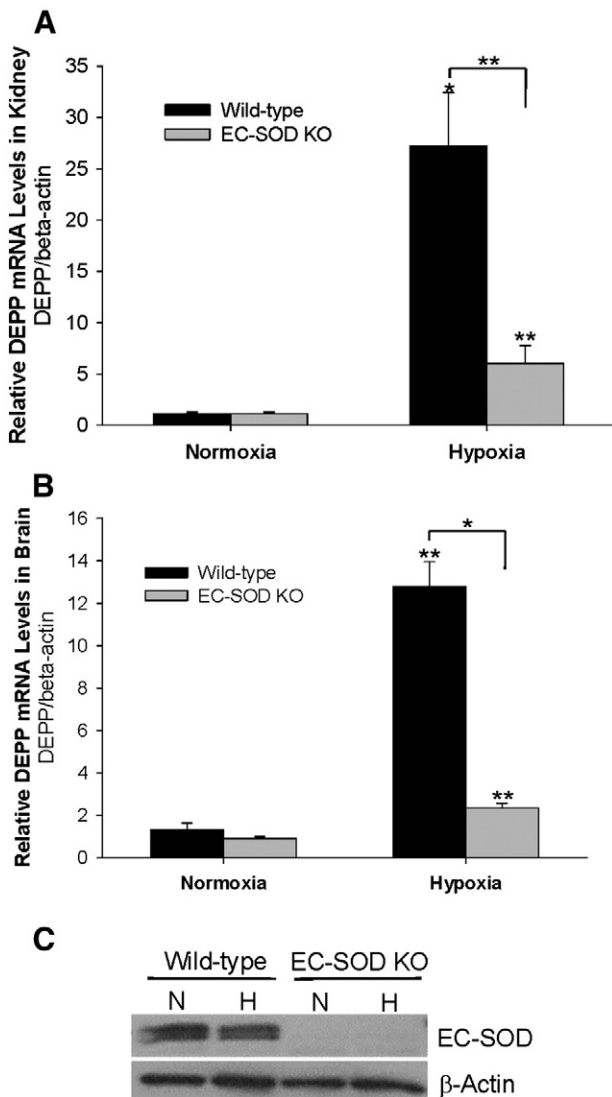 A
Relative DEPP mRNA Levels in Kidney
DEPP/beta-actin
35
30
25
20
15
10
5
0
Wild-type
EC-SOD KO
**
*
**
Normoxia
Hypoxia
B
Relative DEPP mRNA Levels in Brain
DEPP/beta-actin
16
14
12
10
8
6
4
2
0
Wild-type
EC-SOD KO
*
**
**
Normoxia
Hypoxia
C
Wild-type EC-SOD KO
N H N H
EC-SOD
β-Actin